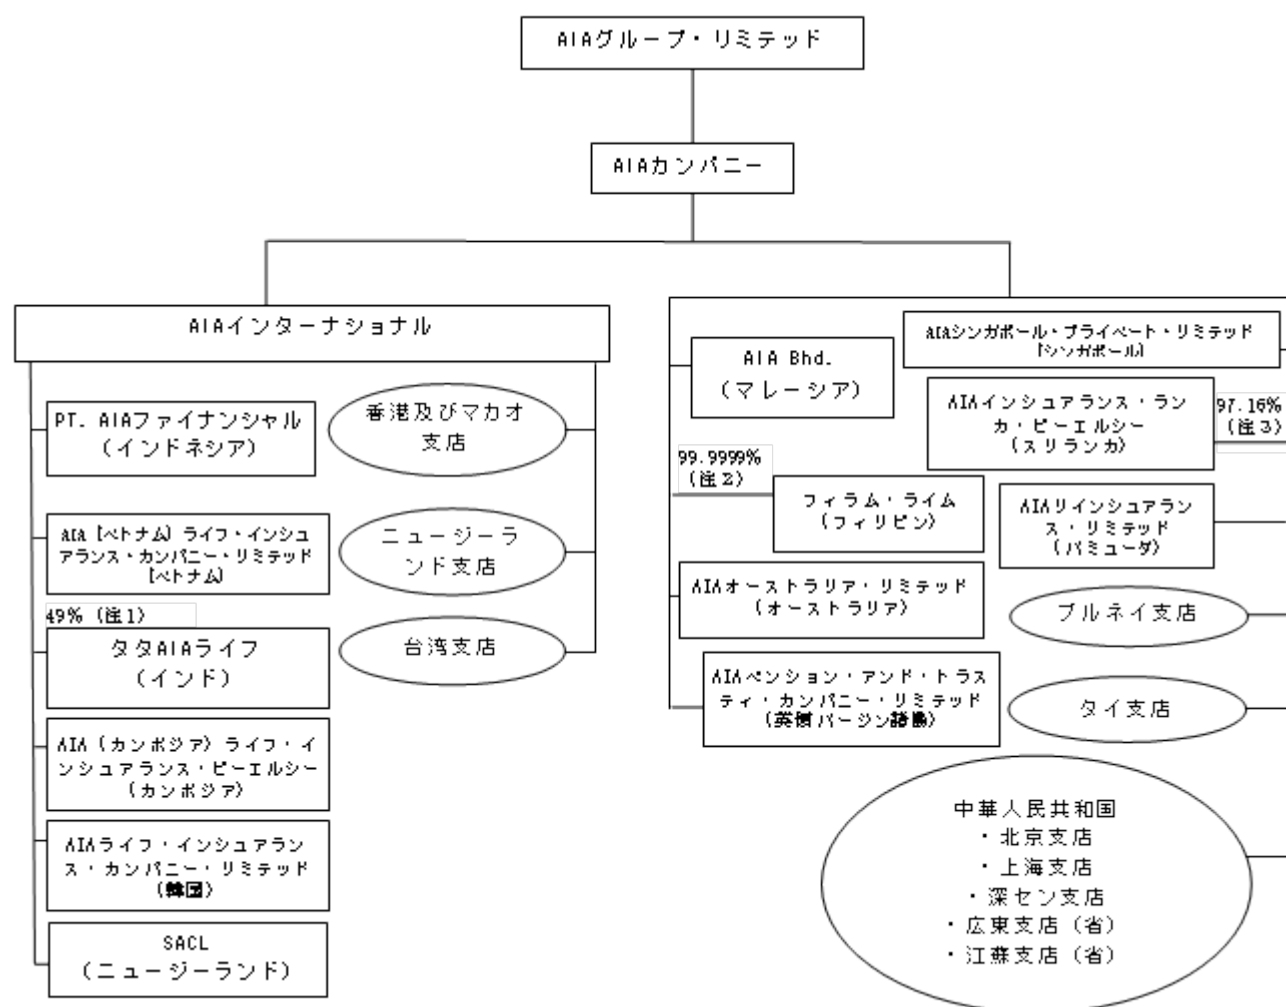 AIAグループ・リミテッド
AIAカンパニー
AIAインターナショナル
PT. AIAファイナンシャル
(インドネシア)
香港及びマカオ
支店
AIA (ベトナム) ライフ・インシュ
アランス・カンパニー・リミテッド
(ベトナム)
ニュージーラ
ンド支店
49% (注1)
タタAIAライフ
(インド)
台湾支店
AIA (カンボジア) ライフ・イ
ンシュアランス・ピーエルシー
(カンボジア)
AIAライフ・インシュアラン
ス・カンパニー・リミテッド
(韓国)
SACL
(ニュージーランド)
AIA Bhd.
(マレーシア)
AIAシンガポール・プライベート・リミテッド
(シンガポール)
AIAインシュアランス・ラン
カ・ピーエルシー
(スリランカ)
97.16%
(注3)
99.9999%
(注2)
フィラム・ライム
(フィリピン)
AIAリインシュアラン
ス・リミテッド
(バミューダ)
AIAオーストラリア・リミテッド
(オーストラリア)
ブルネイ支店
AIAペンション・アンド・トラス
ティ・カンパニー・リミテッド
(英領バージン諸島)
タイ支店
中華人民共和国
・北京支店
・上海支店
・深セン支店
・広東支店 (省)
・江蘇支店 (省)